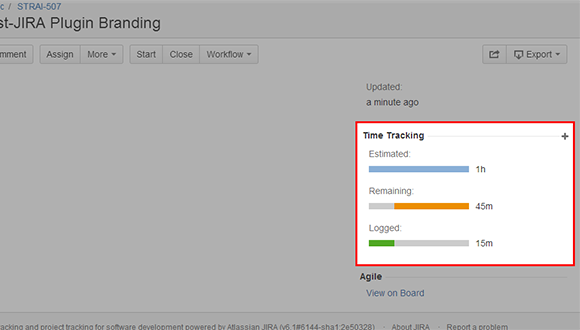 / STRAI-507
st-JIRA Plugin Branding
mment Assign More Start Close Workflow Export
Updated:
a minute ago
Time Tracking
Estimated:
1h
Remaining:
45m
Logged:
15m
Agile
View on Board
acking and project tracking for software development powered by Atlassian JIRA (v6.1#6144-sha1:2e50328) · About JIRA · Report a problem